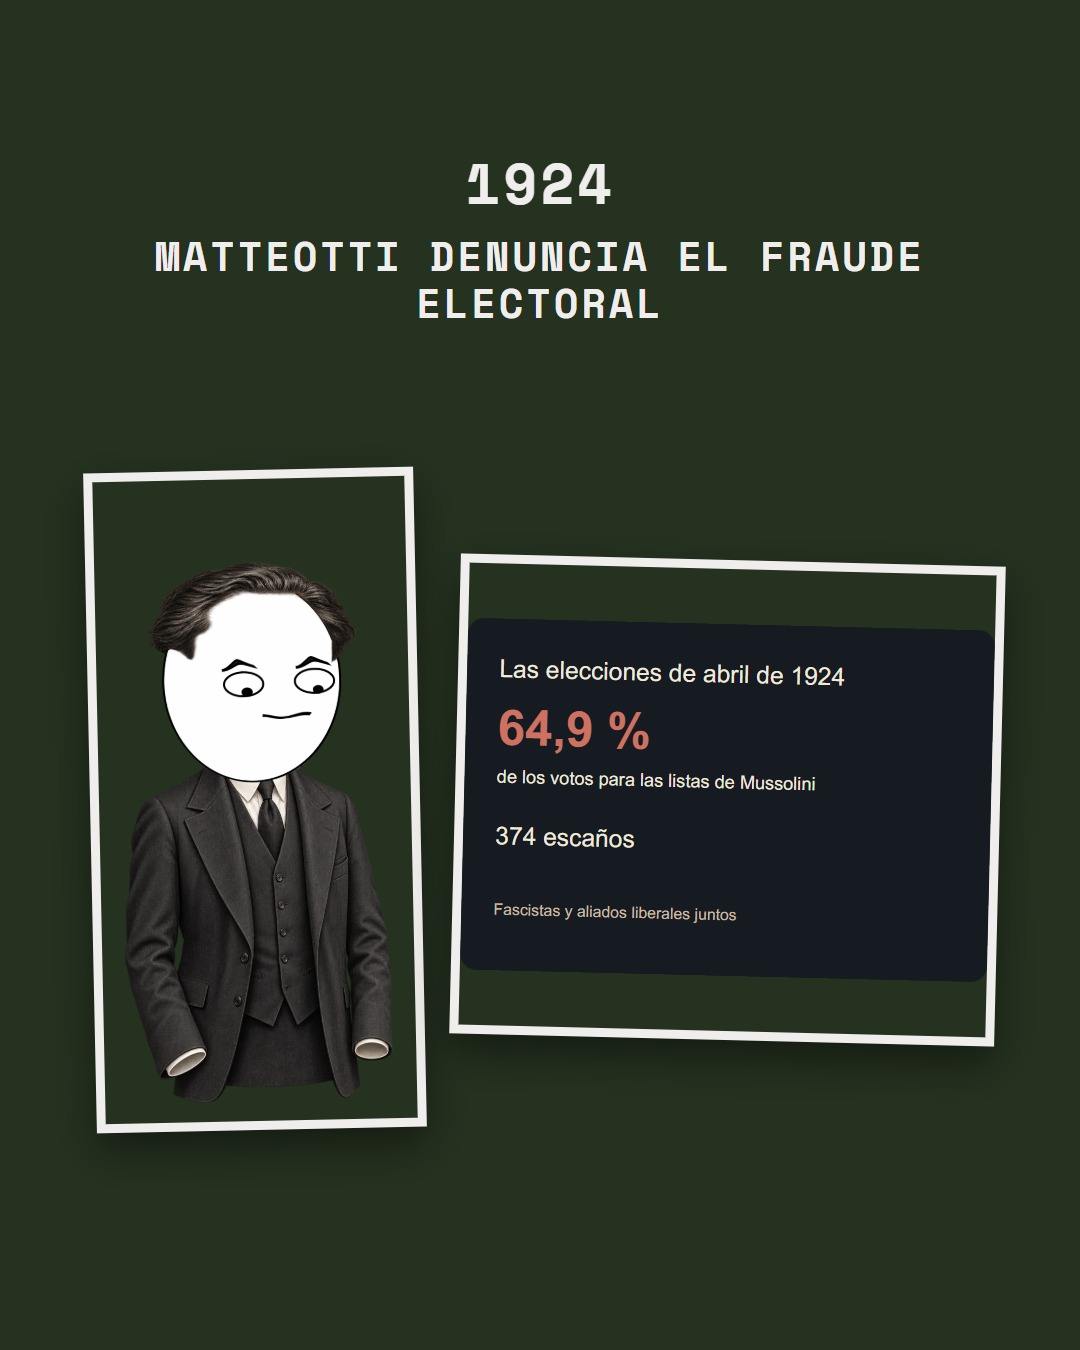 1924
MATTEOTTI DENUNCIA EL FRAUDE
ELECTORAL
Las elecciones de abril de 1924
64,9 %
de los votos para las listas de Mussolini
374 escaños
Fascistas y aliados liberales juntos